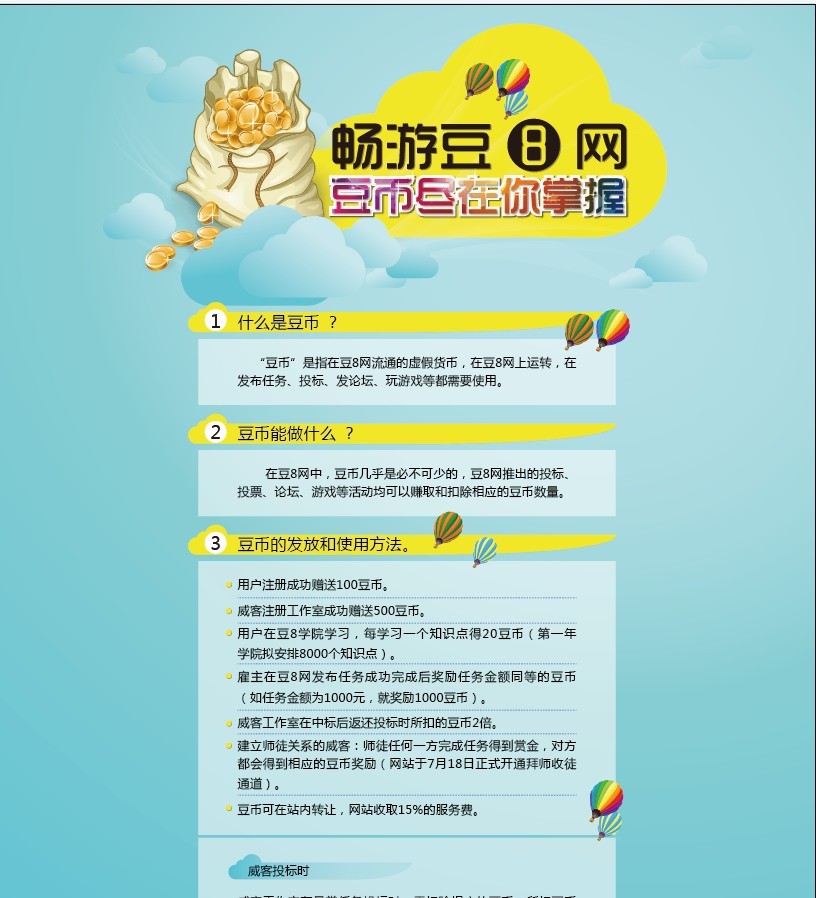 畅游豆8网
豆币尽在你掌握
1 什么是豆币 ？
“豆币”是指在豆8网流通的虚假货币，在豆8网上运转，在
发布任务、投标、发论坛、玩游戏等都需要使用。
2 豆币能做什么 ？
在豆8网中，豆币几乎是必不可少的，豆8网推出的投标、
投票、论坛、游戏等活动均可以赚取和扣除相应的豆币数量。
3 豆币的发放和使用方法。
用户注册成功赠送100豆币。
威客注册工作室成功赠送500豆币。
用户在豆8学院学习，每学习一个知识点得20豆币（第一年
学院拟安排8000个知识点）。
雇主在豆8网发布任务成功完成后奖励任务金额同等的豆币
（如任务金额为1000元，就奖励1000豆币）。
威客工作室在中标后返还投标时所扣的豆币2倍。
建立师徒关系的威客：师徒任何一方完成任务得到赏金，对方
都会得到相应的豆币奖励（网站于7月18日正式开通拜师收徒
通道）。
豆币可在站内转让，网站收取15%的服务费。
威客投标时